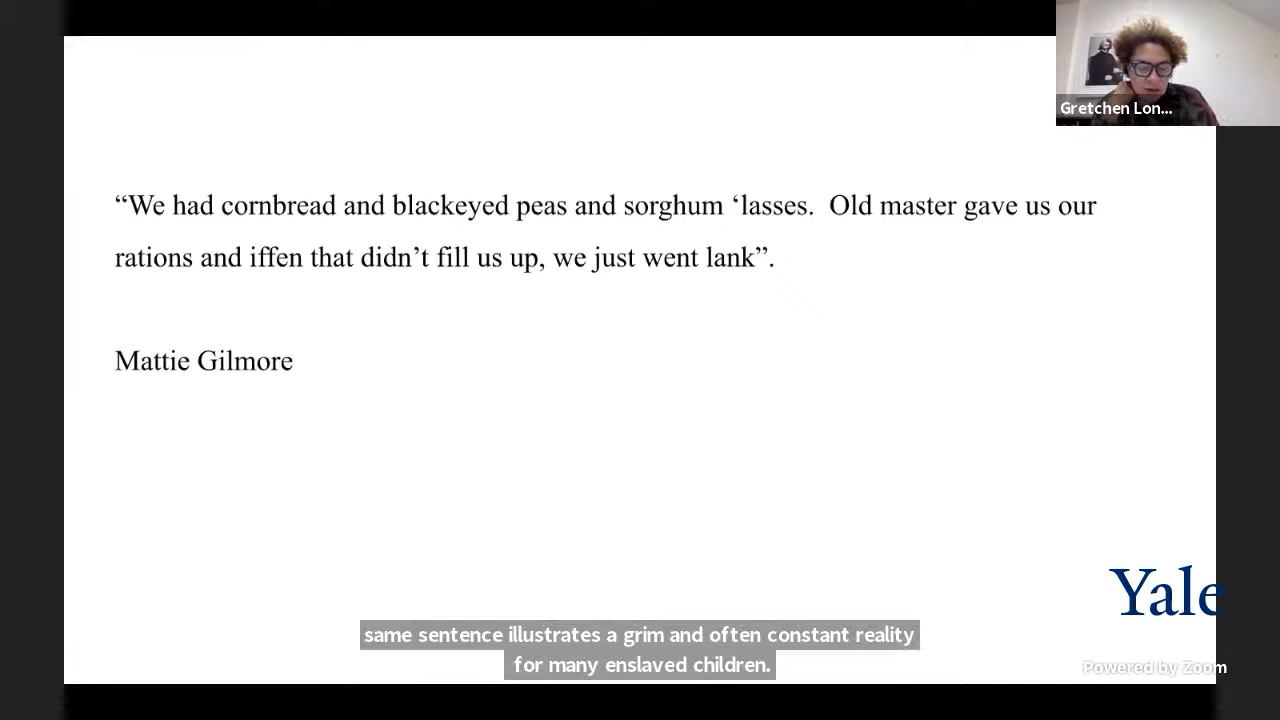 Gretchen Lon...
“We had cornbread and blackeyed peas and sorghum ‘lasses.  Old master gave us our
rations and iffen that didn’t fill us up, we just went lank”.
Mattie Gilmore
Yale
same sentence illustrates a grim and often constant reality
for many enslaved children.
Powered by Zoom